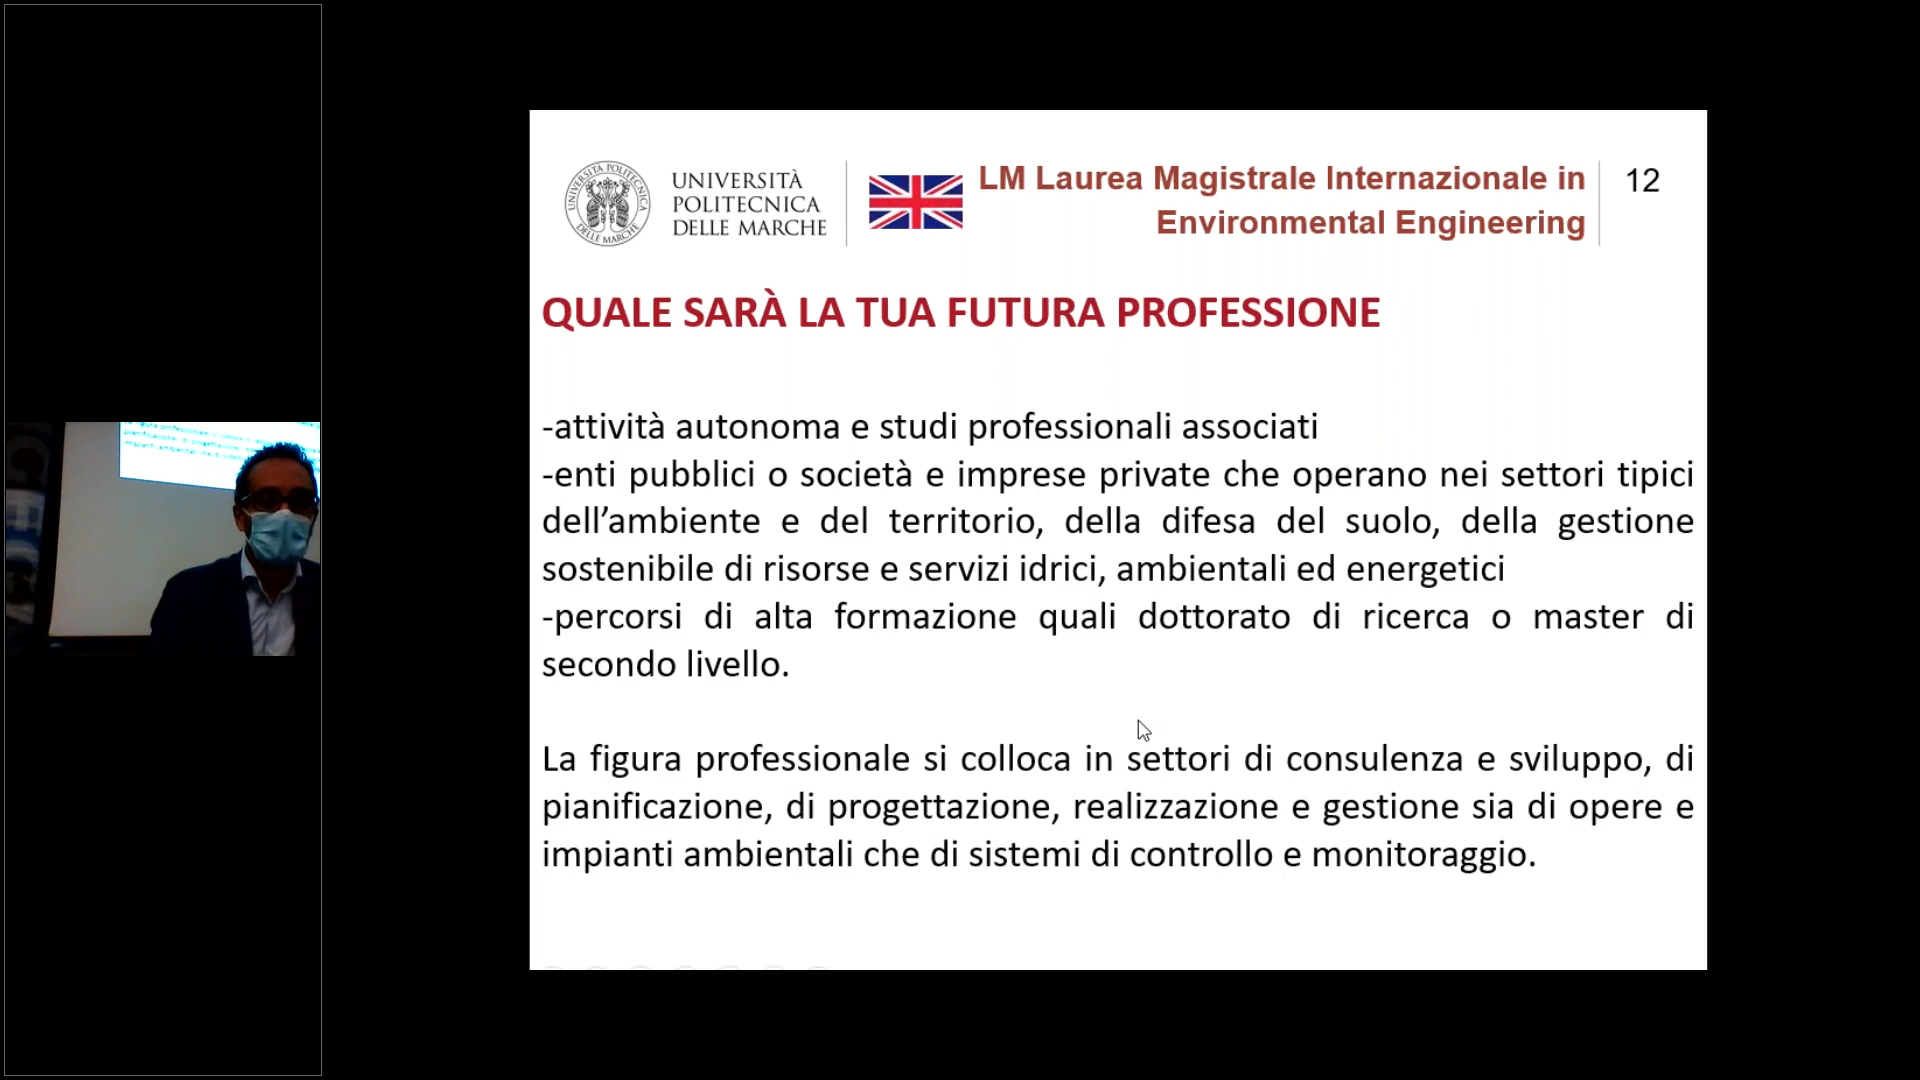 UNIVERSITÀ POLITECNICA
DELLE MARCHE
UNIVERSITÀ
POLITECNICA
DELLE MARCHE
LM Laurea Magistrale Internazionale in
Environmental Engineering
12
QUALE SARÀ LA TUA FUTURA PROFESSIONE
-attività autonoma e studi professionali associati
-enti pubblici o società e imprese private che operano nei settori tipici
dell’ambiente e del territorio, della difesa del suolo, della gestione
sostenibile di risorse e servizi idrici, ambientali ed energetici
-percorsi di alta formazione quali dottorato di ricerca o master di
secondo livello.
La figura professionale si colloca in settori di consulenza e sviluppo, di
pianificazione, di progettazione, realizzazione e gestione sia di opere e
impianti ambientali che di sistemi di controllo e monitoraggio.